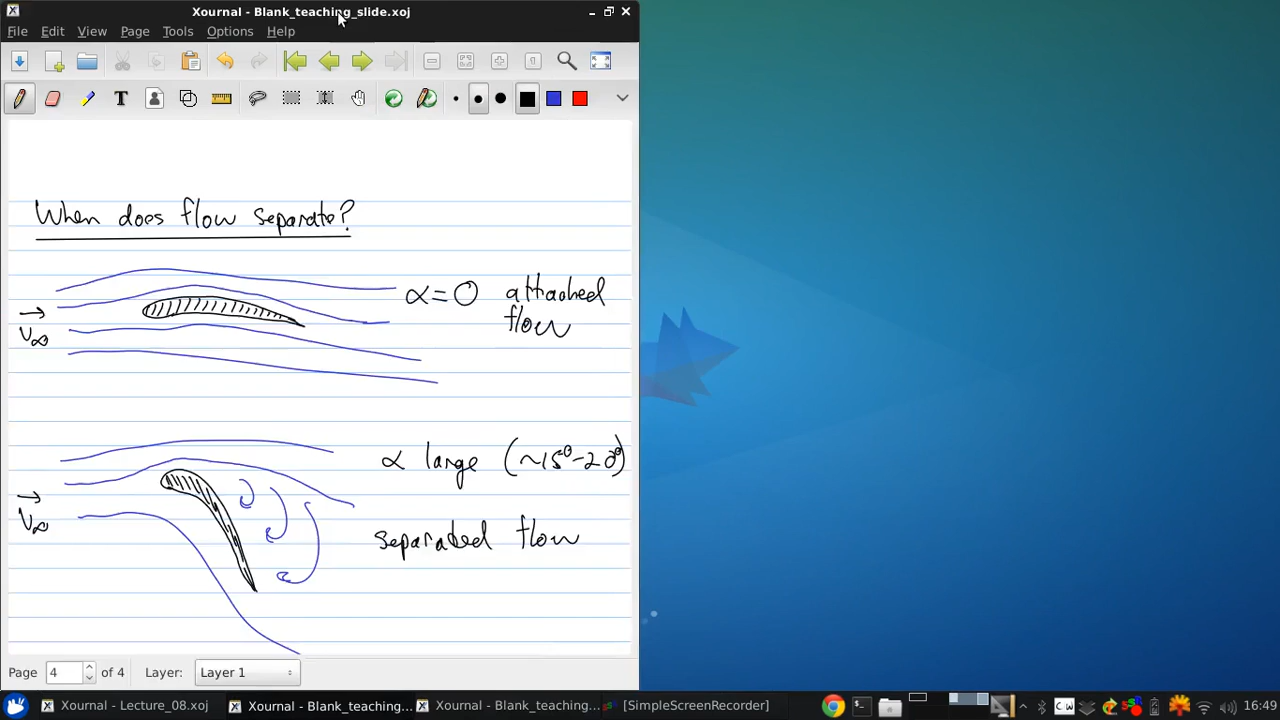 Xournal - Blank_teaching_slide.xoj
File Edit View Page Tools Options Help
When does flow separate?
V∞
α=0 attached
flow
α large (~15°-20°)
V∞
separated flow
Page 4 of 4 Layer: Layer 1
Xournal - Lecture_08.xoj
Xournal - Blank_teaching...
Xournal - Blank_teaching...
[SimpleScreenRecorder]
16:49